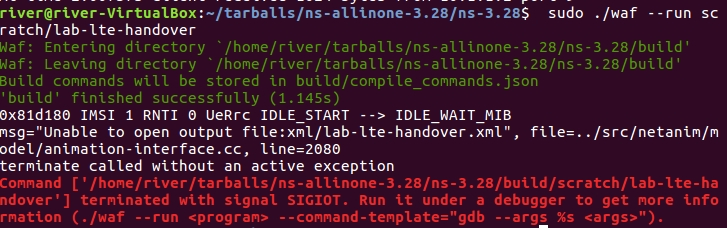 river@river-VirtualBox:~/tarballs/ns-allinone-3.28/ns-3.28$  sudo ./waf --run sc
ratch/lab-lte-handover
Waf: Entering directory `/home/river/tarballs/ns-allinone-3.28/ns-3.28/build'
Waf: Leaving directory `/home/river/tarballs/ns-allinone-3.28/ns-3.28/build'
Build commands will be stored in build/compile_commands.json
'build' finished successfully (1.145s)
0x81d180 IMSI 1 RNTI 0 UeRrc IDLE_START --> IDLE_WAIT_MIB
msg="Unable to open output file:xml/lab-lte-handover.xml", file=../src/netanim/m
odel/animation-interface.cc, line=2080
terminate called without an active exception
Command ['/home/river/tarballs/ns-allinone-3.28/ns-3.28/build/scratch/lab-lte-ha
ndover'] terminated with signal SIGIOT. Run it under a debugger to get more info
rmation (./waf --run <program> --command-template="gdb --args %s <args>").